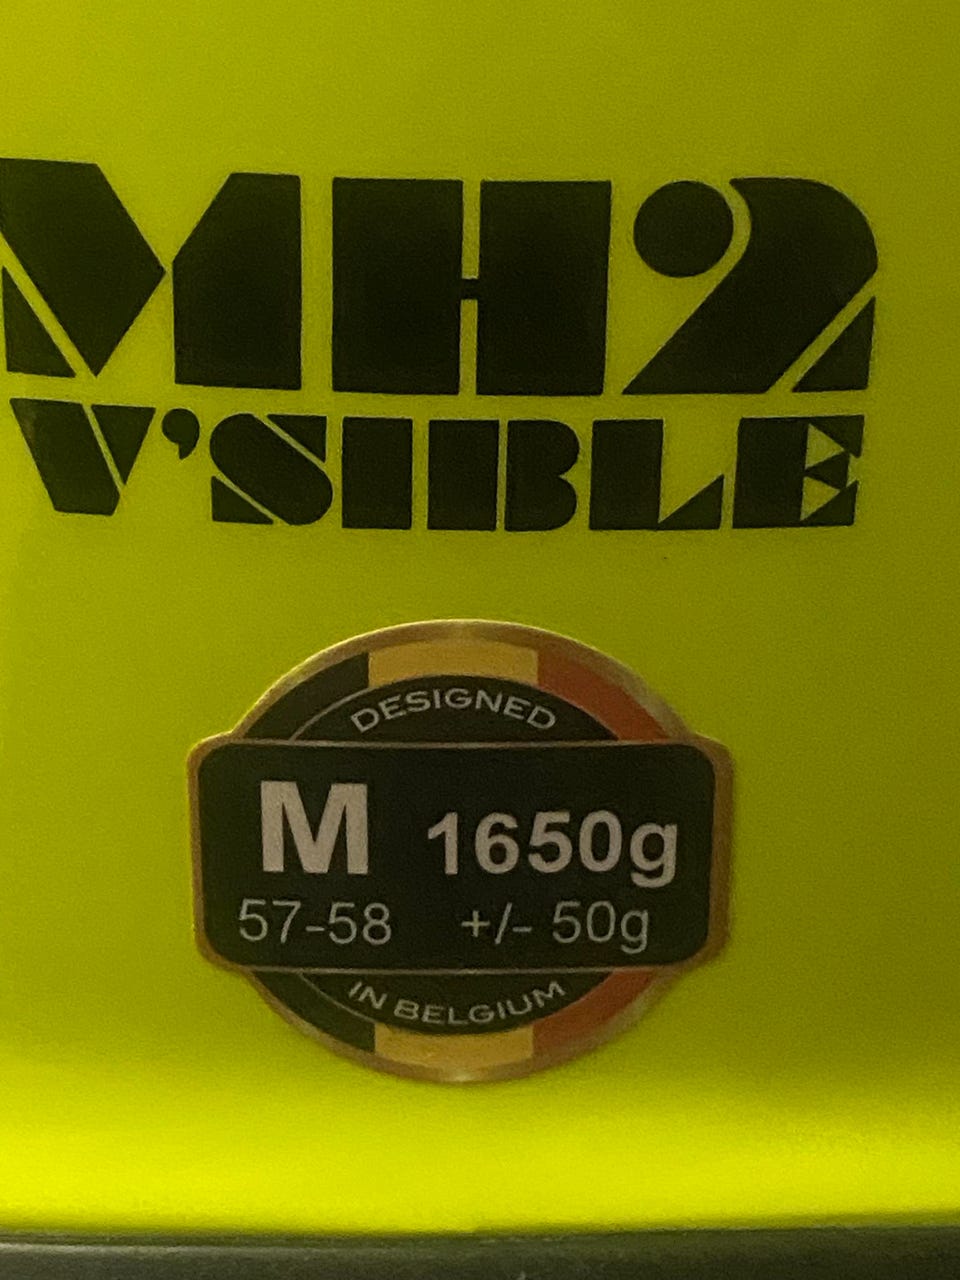 MH2
V'SIBLE
DESIGNED
M 1650g
57-58 +/- 50g
IN BELGIUM